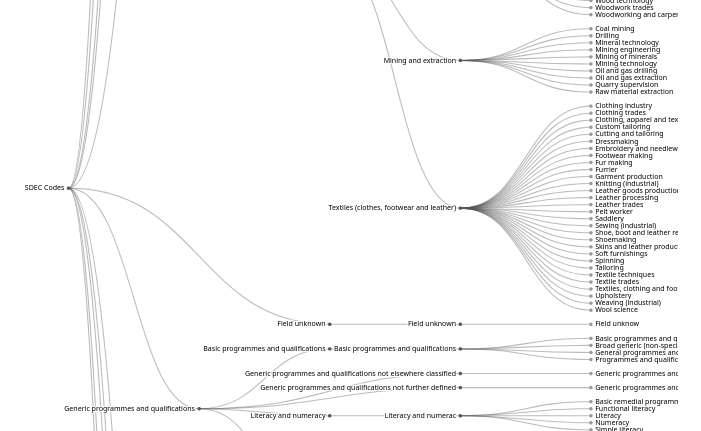 Wood technology
Woodwork trades
Woodworking and carper
Coal mining
Drilling
Mineral technology
Mining engineering
Mining of minerals
Mining technology
Oil and gas drilling
Oil and gas extraction
Quarry supervision
Raw material extraction
Mining and extraction
Clothing industry
Clothing trades
Clothing, apparel and tex
Custom tailoring
Cutting and tailoring
Dressmaking
Embroidery and needlew
Footwear making
Fur making
Furrier
Garment production
Knitting (industrial)
Leather goods productio
Leather processing
Leather trades
Pelt worker
Saddlery
Sewing (industrial)
Shoe, boot and leather re
Shoemaking
Skins and leather produc
Soft furnishings
Spinning
Tailoring
Textile techniques
Textile trades
Textiles, clothing and foo
Upholstery
Weaving (industrial)
Wool science
Textiles (clothes, footwear and leather)
SDEC Codes
Field unknown
Field unknown
Field unknow
Basic programmes and qualifications
Basic programmes and qualifications
Basic programmes and q
Broad generic (non-speci
General programmes and
Programmes and qualific
Generic programmes and qualifications not elsewhere classified
Generic programmes and
Generic programmes and qualifications not further defined
Generic programmes and
Generic programmes and qualifications
Literacy and numeracy
Literacy and numerac
Basic remedial programm
Functional literacy
Literacy
Numeracy
Simple literacy